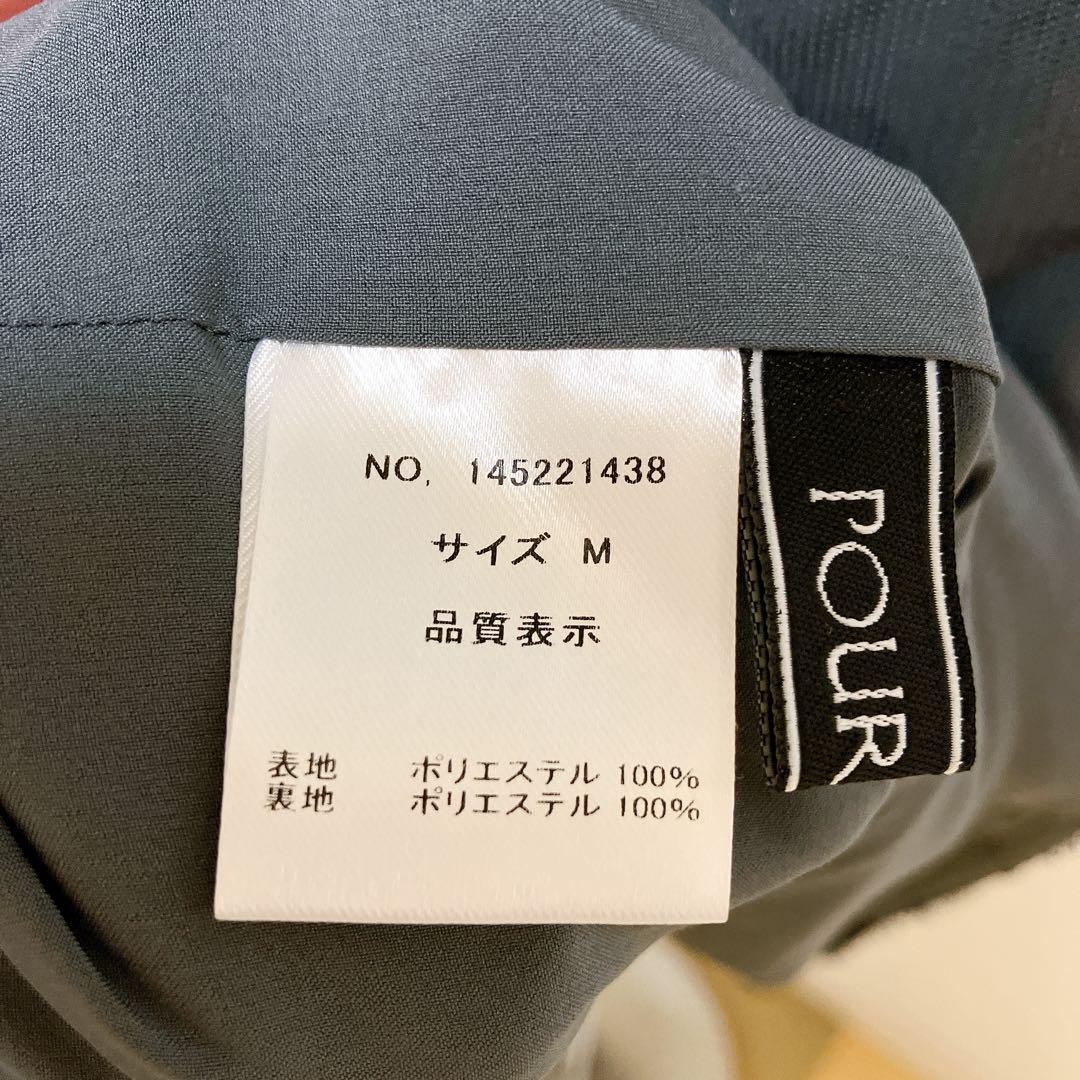 NO, 145221438
サイズ M
品質表示
表地 ポリエステル 100%
裏地 ポリエステル 100%
POUR